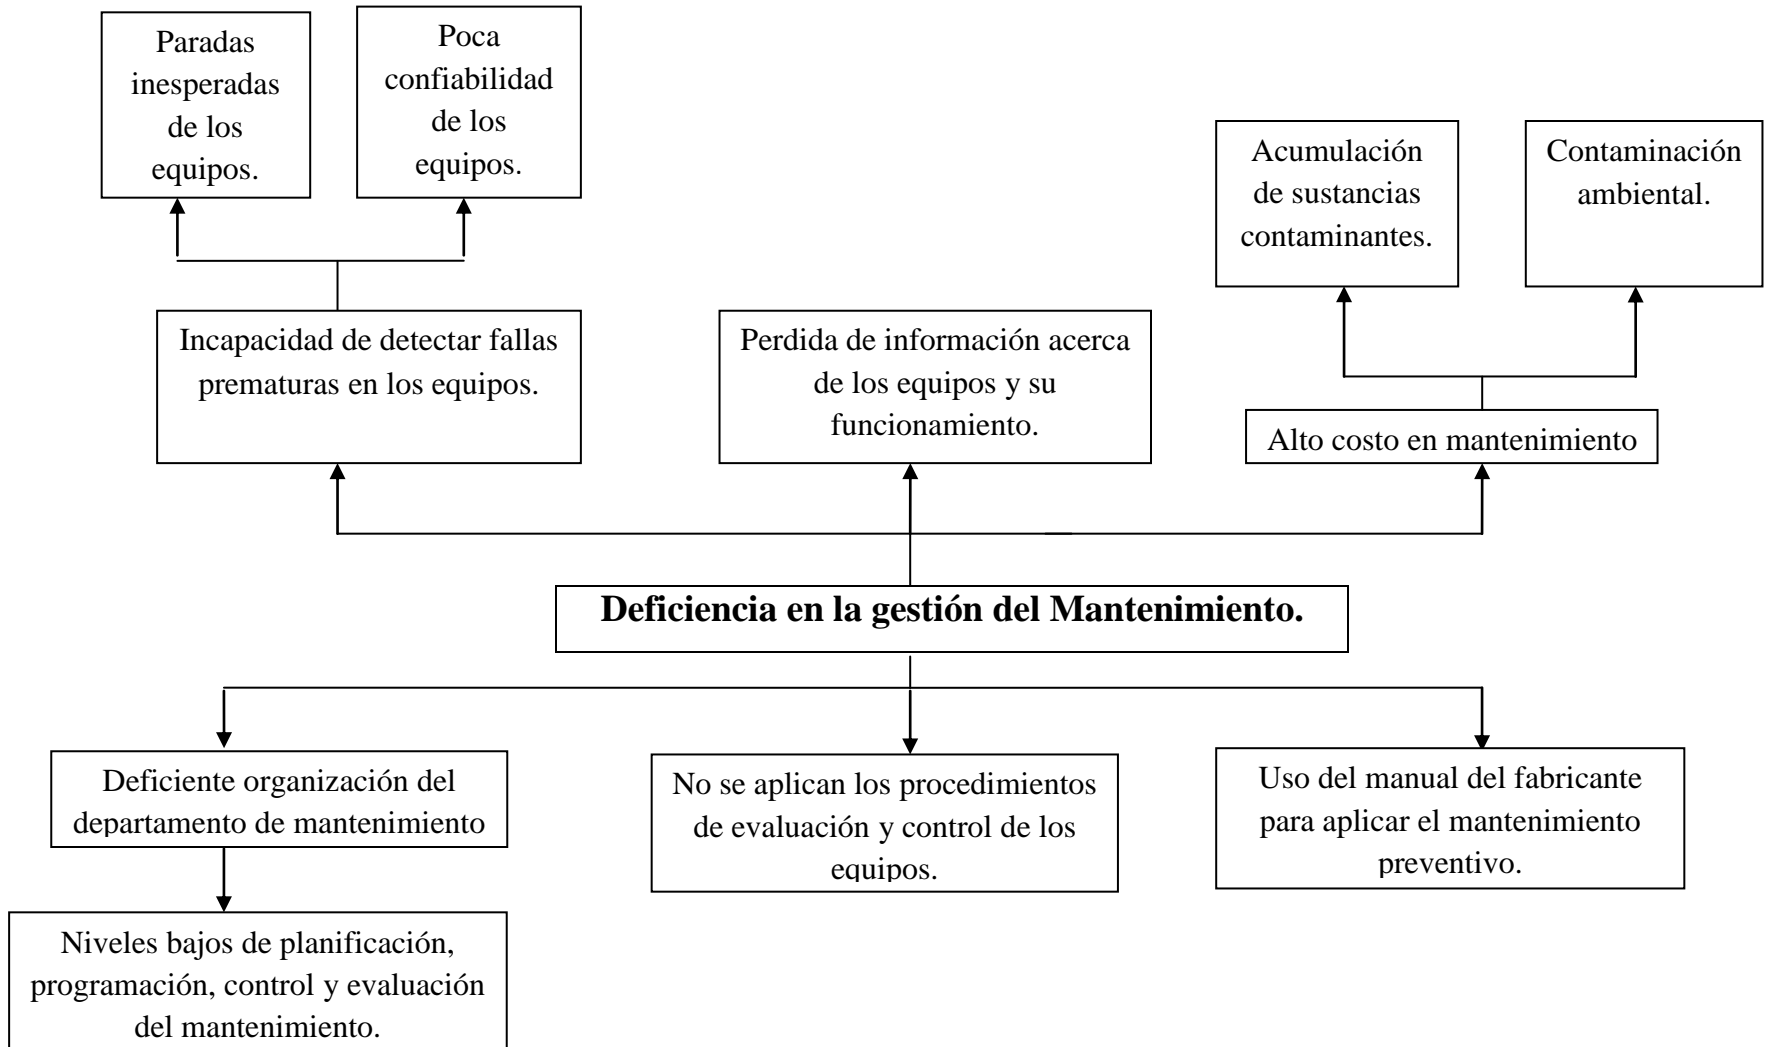 Paradas
inesperadas
de los
equipos.
Poca
confiabilidad
de los
equipos.
Acumulación
de sustancias
contaminantes.
Contaminación
ambiental.
Incapacidad de detectar fallas
prematuras en los equipos.
Perdida de información acerca
de los equipos y su
funcionamiento.
Alto costo en mantenimiento
Deficiencia en la gestión del Mantenimiento.
Deficiente organización del
departamento de mantenimiento
No se aplican los procedimientos
de evaluación y control de los
equipos.
Uso del manual del fabricante
para aplicar el mantenimiento
preventivo.
Niveles bajos de planificación,
programación, control y evaluación
del mantenimiento.